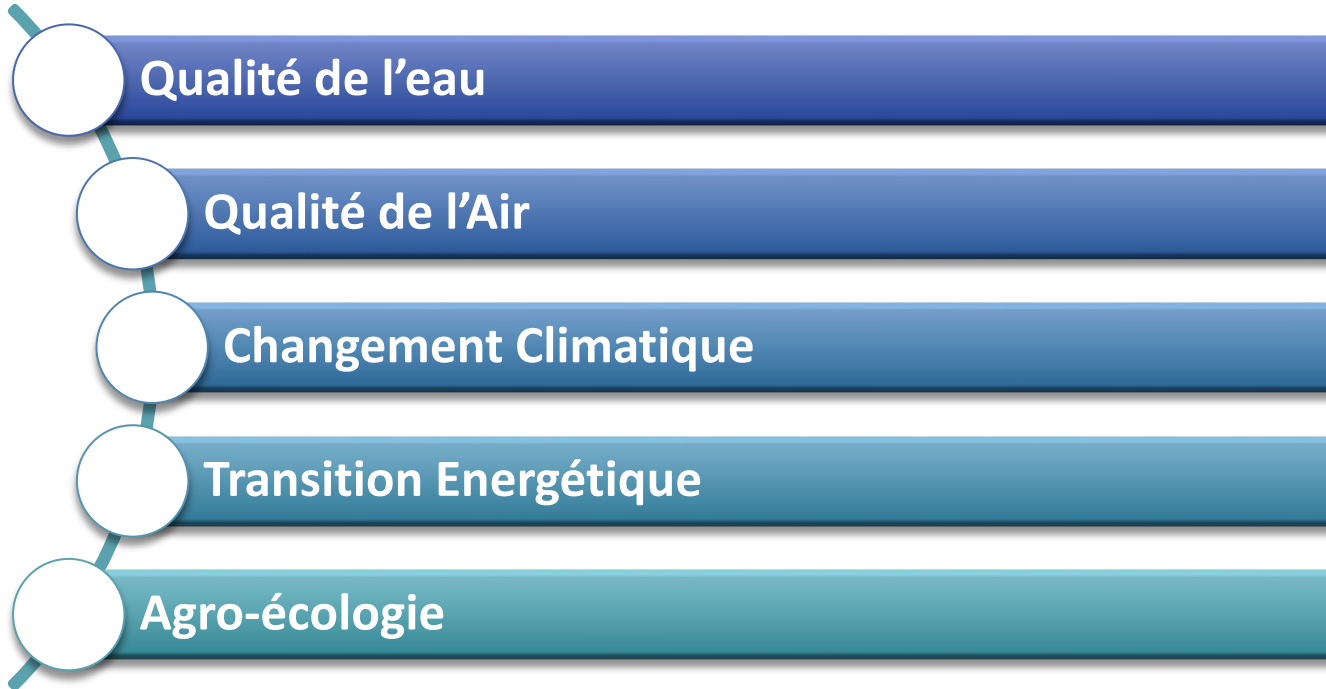 Qualité de l’eau
Qualité de l’Air
Changement Climatique
Transition Energétique
Agro-écologie